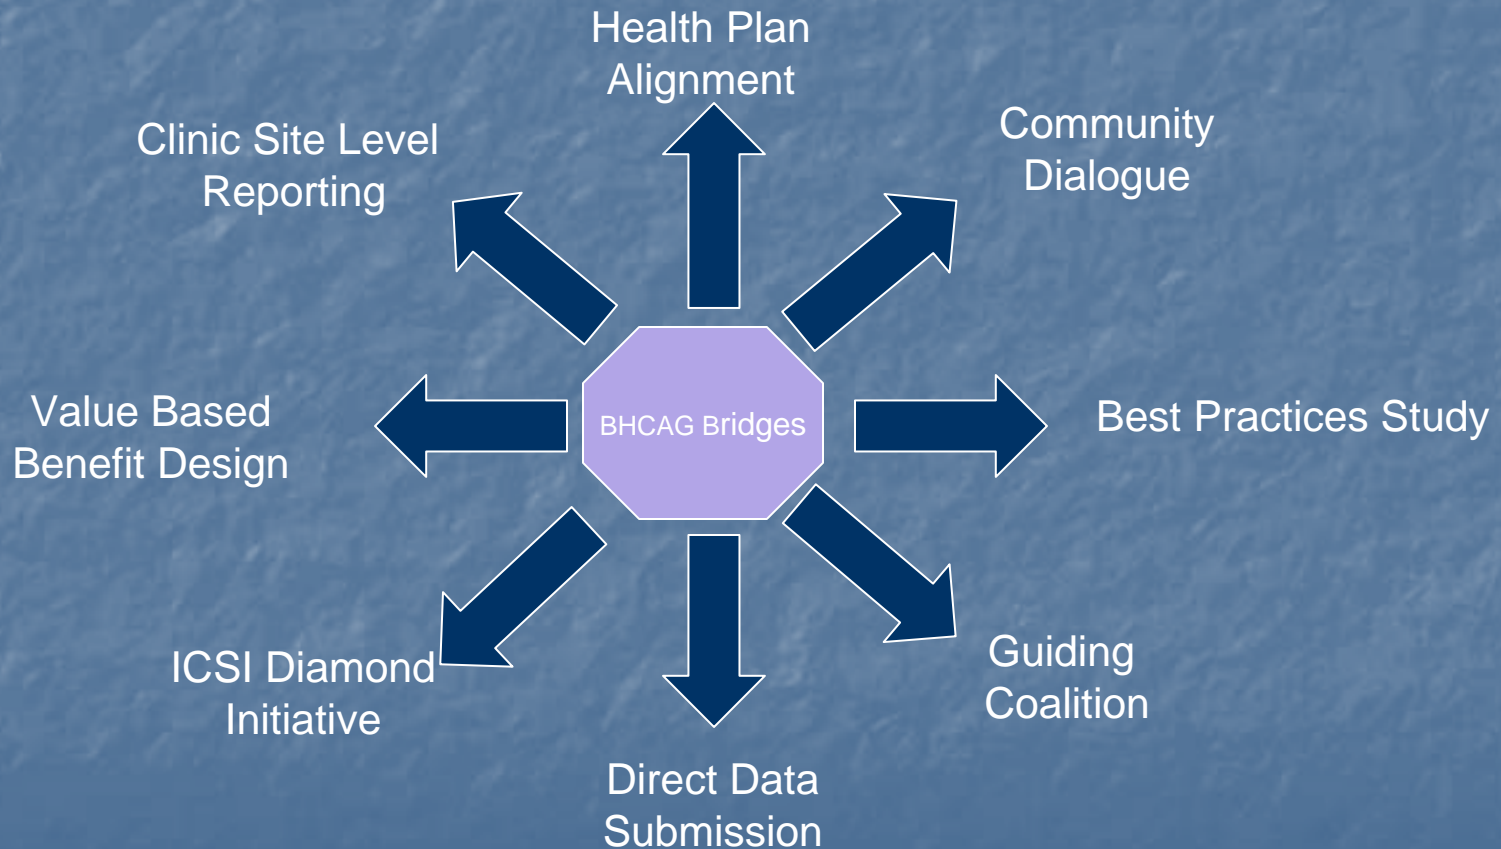 Health Plan
Alignment
Clinic Site Level
Reporting
Community
Dialogue
Value Based
Benefit Design
BHCAG Bridges
Best Practices Study
ICSI Diamond
Initiative
Guiding
Coalition
Direct Data
Submission